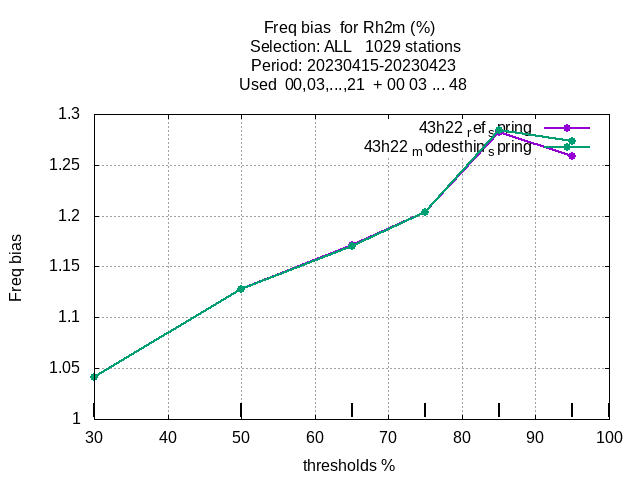 Freq bias  for Rh2m (%)
Selection: ALL   1029 stations
Period: 20230415-20230423
Used  00,03,...,21  + 00 03 ... 48
1.3
1.25
1.2
1.15
1.1
1.05
1
Freq bias
43h22 ref spring
43h22 modesthip spring
30 40 50 60 70 80 90 100
thresholds %